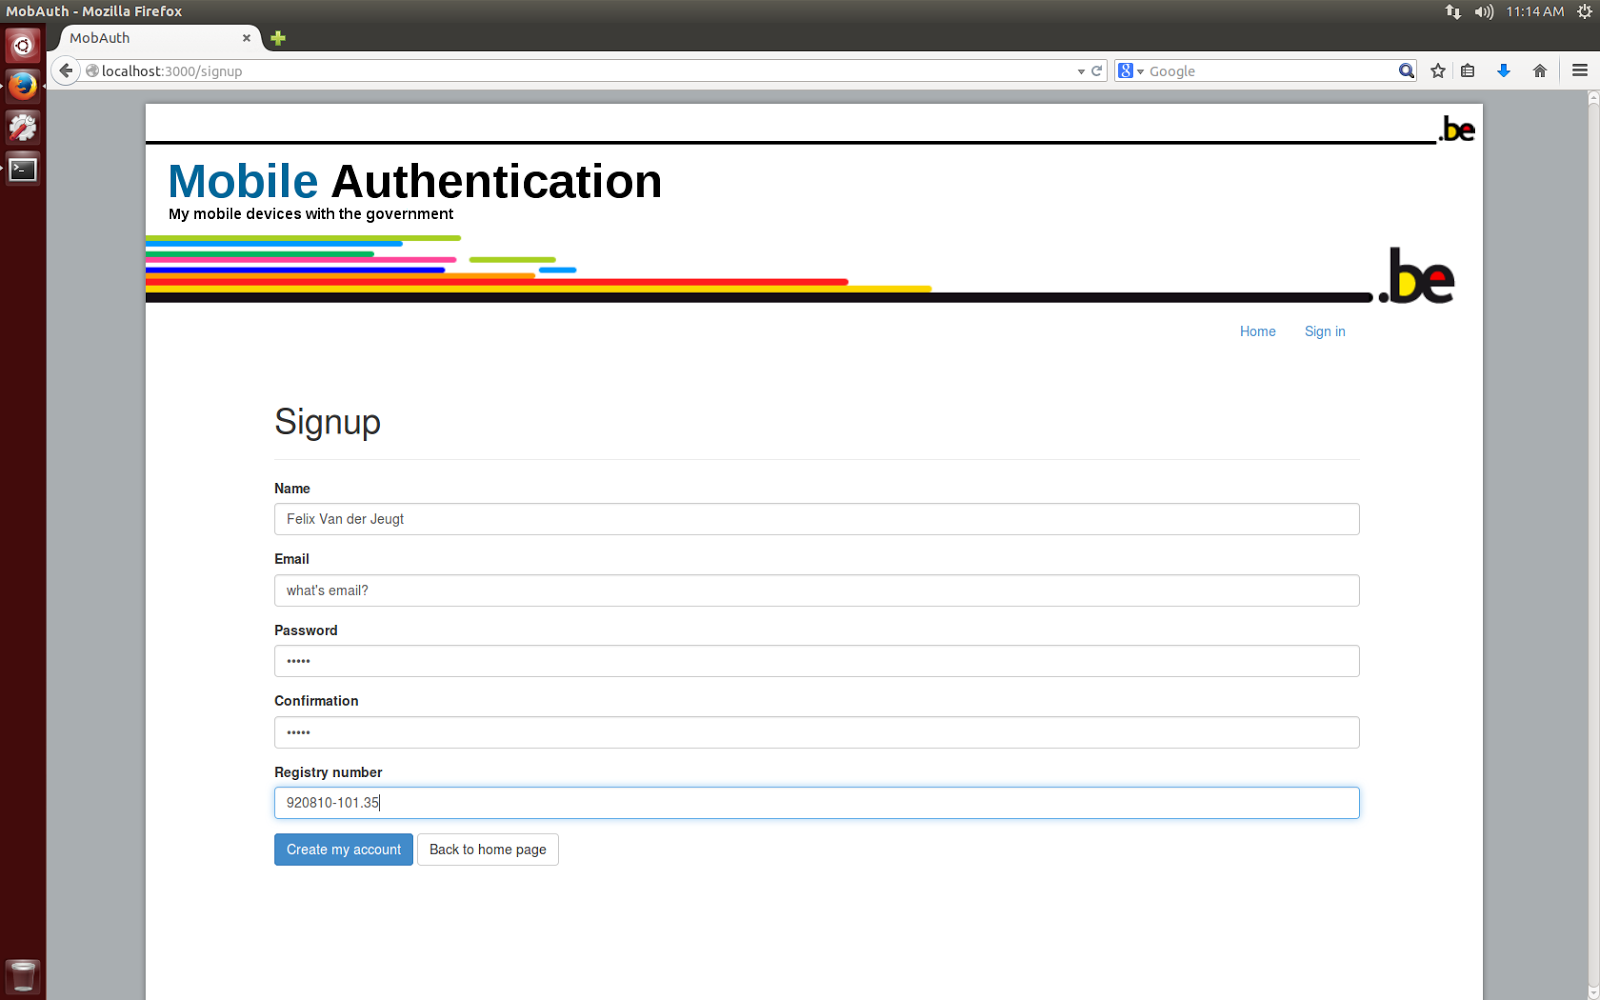 MobAuth - Mozilla Firefox
11:14 AM
MobAuth
localhost:3000/signup
Google
.be
Mobile Authentication
My mobile devices with the government
.be
Home Sign in
Signup
Name
Felix Van der Jeugt
Email
what's email?
Password
•••••
Confirmation
•••••
Registry number
920810-101.35
Create my account Back to home page